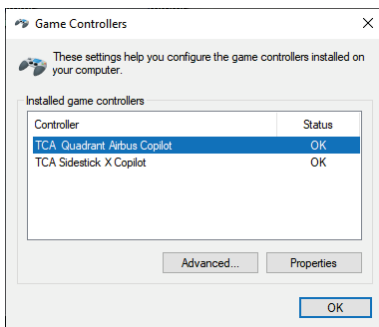 Game Controllers
These settings help you configure the game controllers installed on
your computer.
Installed game controllers
Controller Status
TCA Quadrant Airbus Copilot OK
TCA Sidestick X Copilot OK
Advanced... Properties
OK